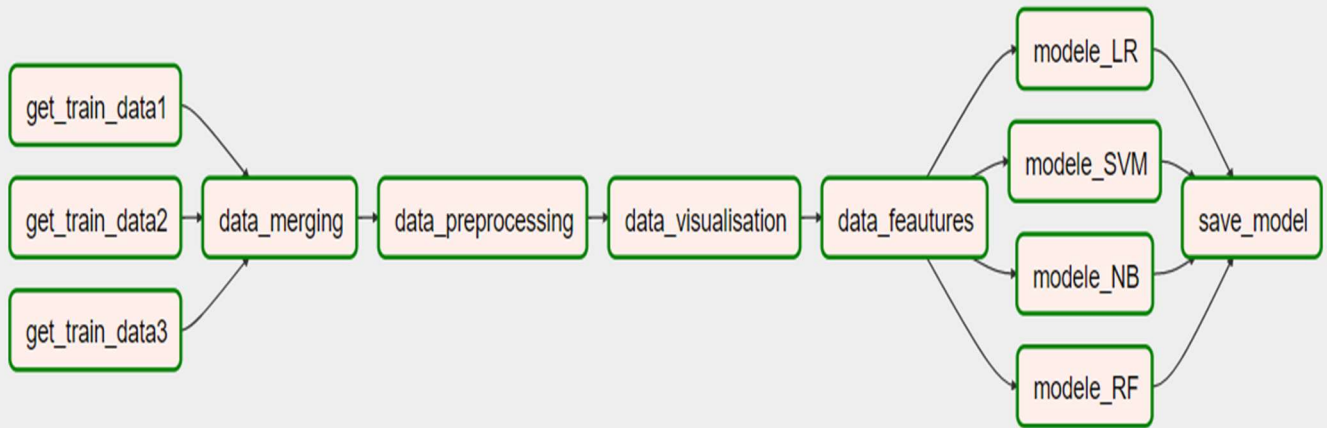 get_train_data1
get_train_data2
get_train_data3
data_merging
data_preprocessing
data_visualisation
data_feautures
modele_LR
modele_SVM
modele_NB
modele_RF
save_model